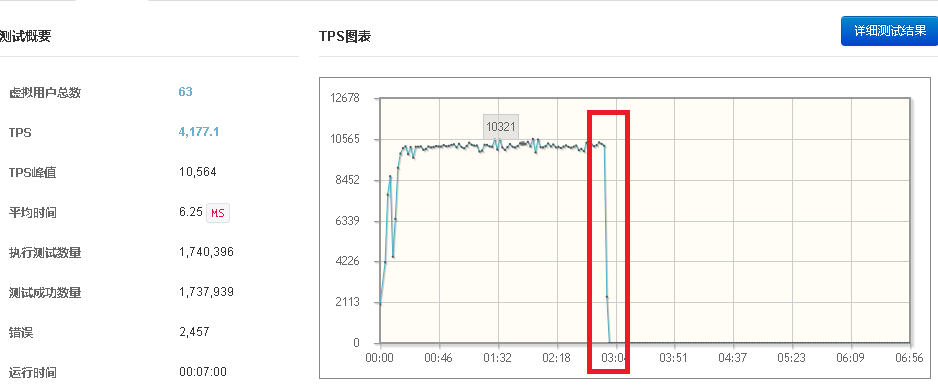 测试概要
TPS图表
详细测试结果
虚拟用户总数 63
TPS 4,177.1
TPS峰值 10,564
平均时间 6.25 MS
执行测试数量 1,740,396
测试成功数量 1,737,939
错误 2,457
运行时间 00:07:00
12678
10565
8452
6339
4226
2113
0
10321
00:00 00:46 01:32 02:18 03:04 03:51 04:37 05:23 06:09 06:56